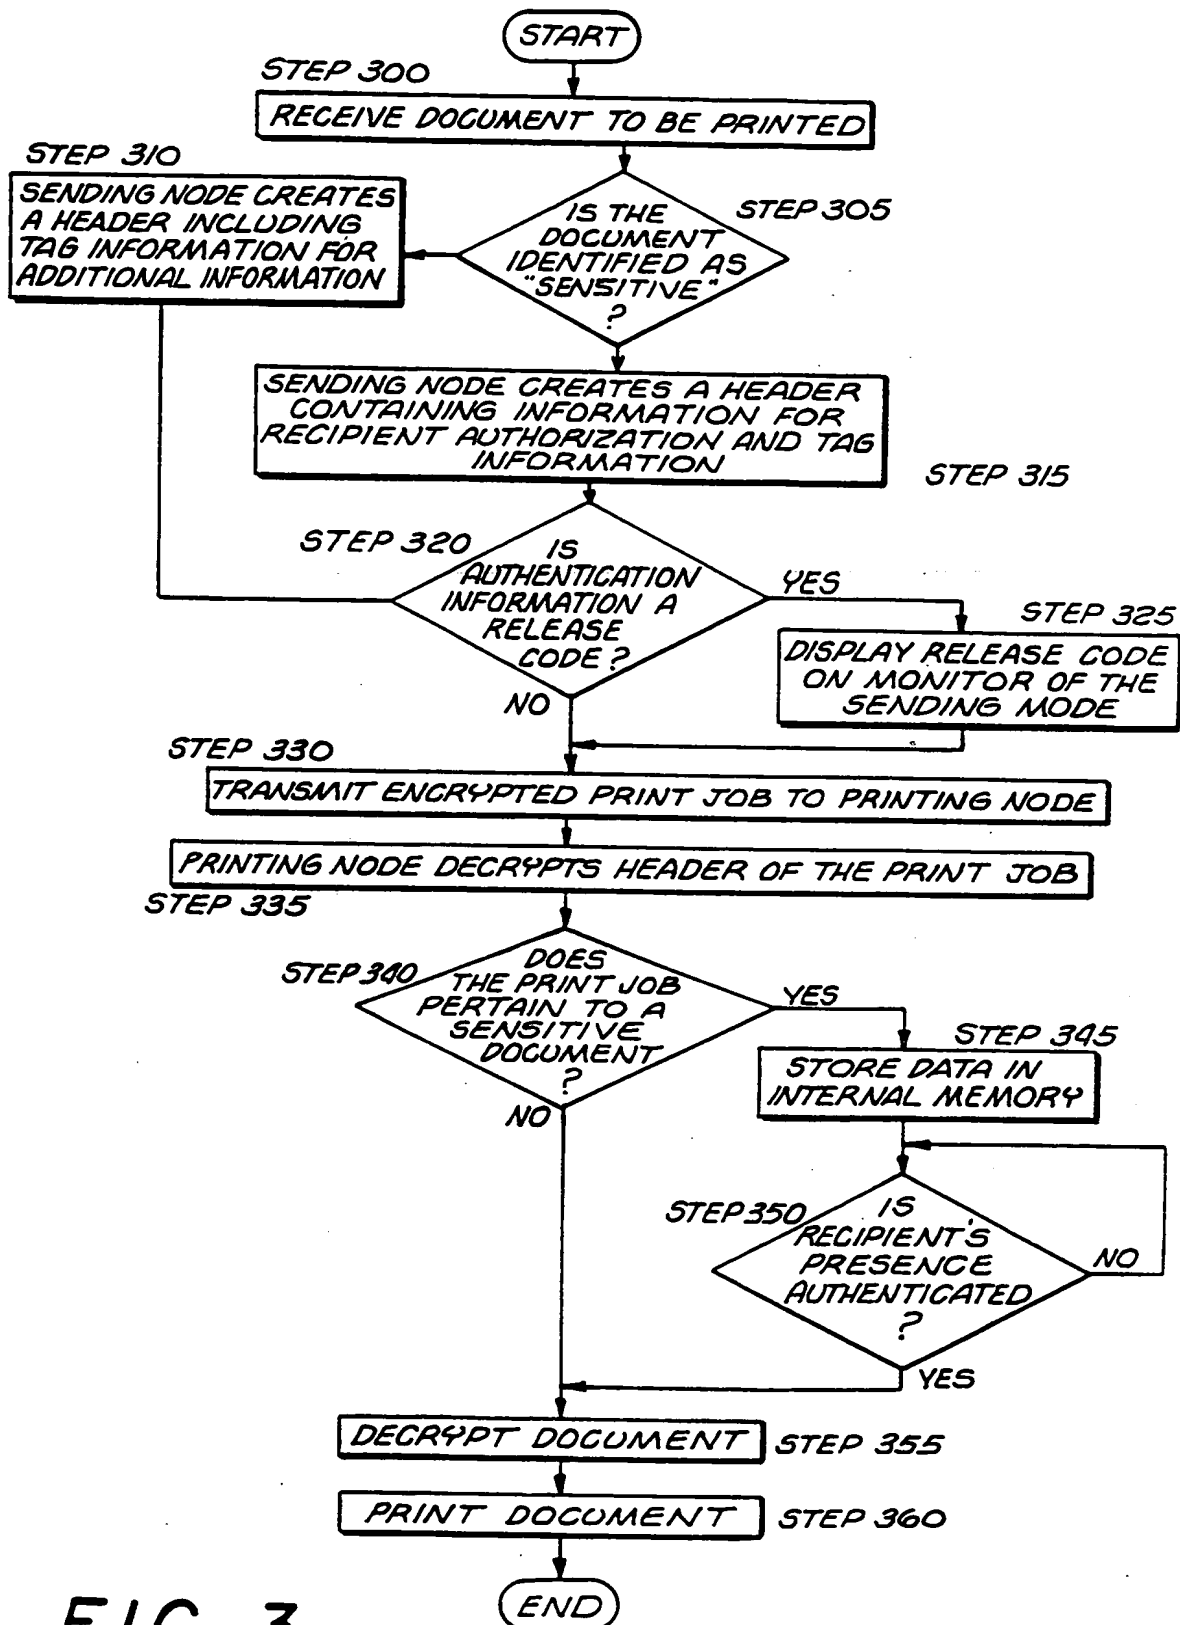 START
STEP 300
RECEIVE DOCUMENT TO BE PRINTED
STEP 310
SENDING NODE CREATES
A HEADER INCLUDING
TAG INFORMATION FOR
ADDITIONAL INFORMATION
STEP 305
IS THE
DOCUMENT
IDENTIFIED AS
"SENSITIVE"
?
SENDING NODE CREATES A HEADER
CONTAINING INFORMATION FOR
RECIPIENT AUTHORIZATION AND TAG
INFORMATION
STEP 315
STEP 320
IS
AUTHENTICATION
INFORMATION A
RELEASE
CODE?
YES
NO
STEP 325
DISPLAY RELEASE CODE
ON MONITOR OF THE
SENDING MODE
STEP 330
TRANSMIT ENCRYPTED PRINT JOB TO PRINTING NODE
PRINTING NODE DECRYPTS HEADER OF THE PRINT JOB
STEP 335
STEP 340
DOES
THE PRINT JOB
PERTAIN TO A
SENSITIVE
DOCUMENT
?
YES
NO
STEP 345
STORE DATA IN
INTERNAL MEMORY
STEP 350
IS
RECIPIENT'S
PRESENCE
AUTHENTICATED
?
NO
YES
DECRYPT DOCUMENT
STEP 355
PRINT DOCUMENT
STEP 360
END
FIG. 3